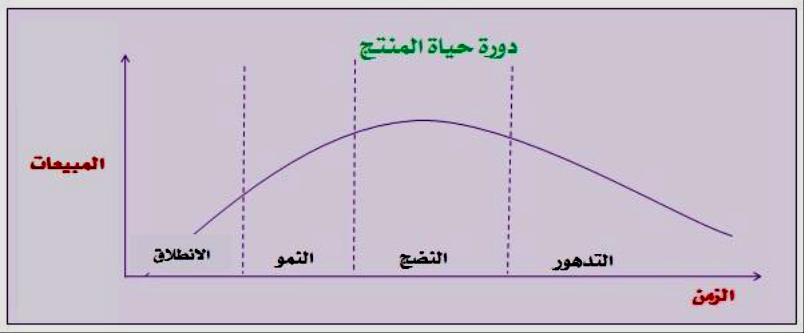 دورة حياة المنتج
المبيعات
الانطلاق
النمو
النضج
التدهور
الزمن